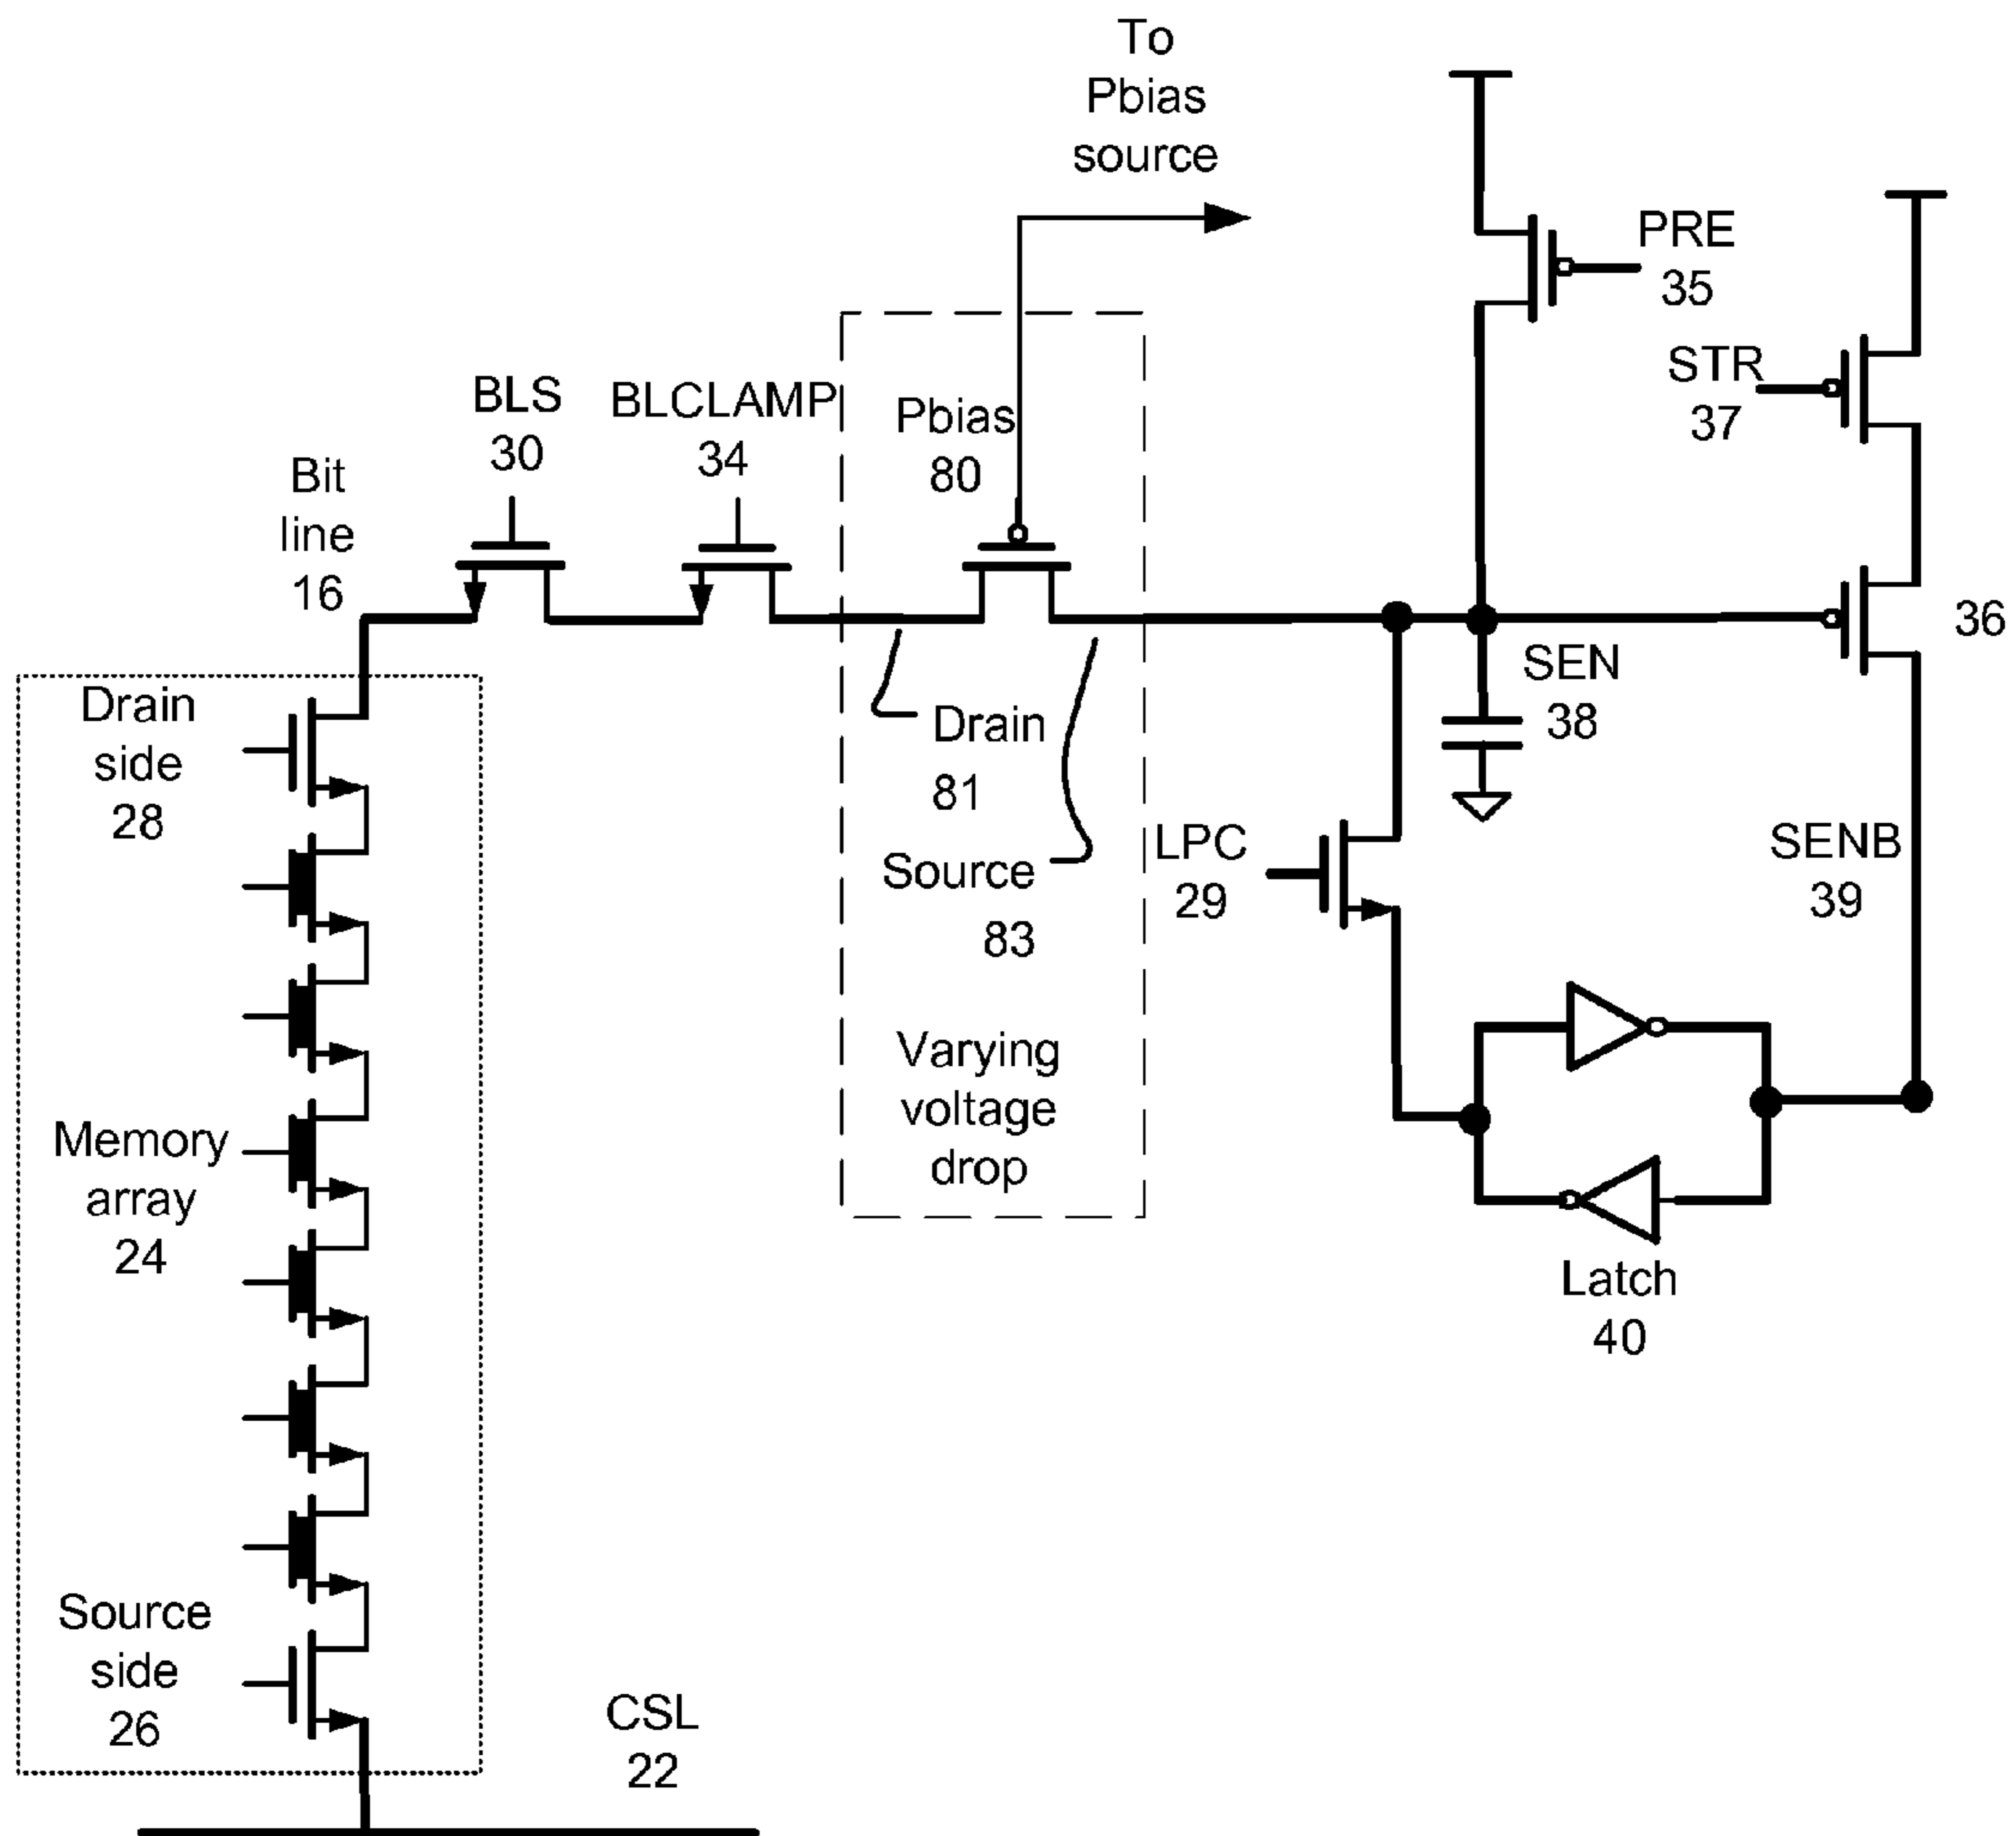 To
Pbias
source
PRE
35
STR
37
BLS
30
BLCLAMP
34
Pbias
80
Bit
line
16
36
SEN
38
Drain
side
28
Drain
81
Source
83
LPC
29
SENB
39
Varying
voltage
drop
Memory
array
24
Latch
40
Source
side
26
CSL
22